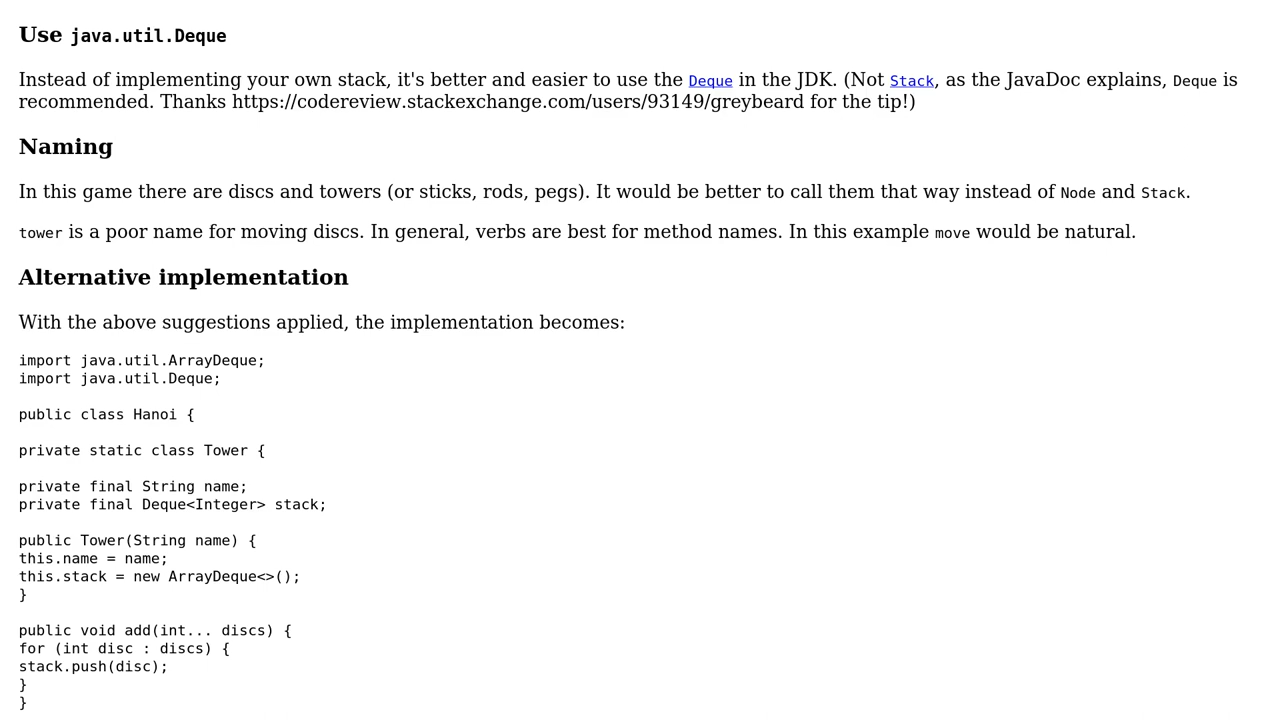 Use java.util.Deque
Instead of implementing your own stack, it's better and easier to use the Deque in the JDK. (Not Stack, as the JavaDoc explains, Deque is
recommended. Thanks https://codereview.stackexchange.com/users/93149/greybeard for the tip!)
Naming
In this game there are discs and towers (or sticks, rods, pegs). It would be better to call them that way instead of Node and Stack.
tower is a poor name for moving discs. In general, verbs are best for method names. In this example move would be natural.
Alternative implementation
With the above suggestions applied, the implementation becomes:
import java.util.ArrayDeque;
import java.util.Deque;
public class Hanoi {
private static class Tower {
private final String name;
private final Deque<Integer> stack;
public Tower(String name) {
this.name = name;
this.stack = new ArrayDeque<>();
}
public void add(int... discs) {
for (int disc : discs) {
stack.push(disc);
}
}